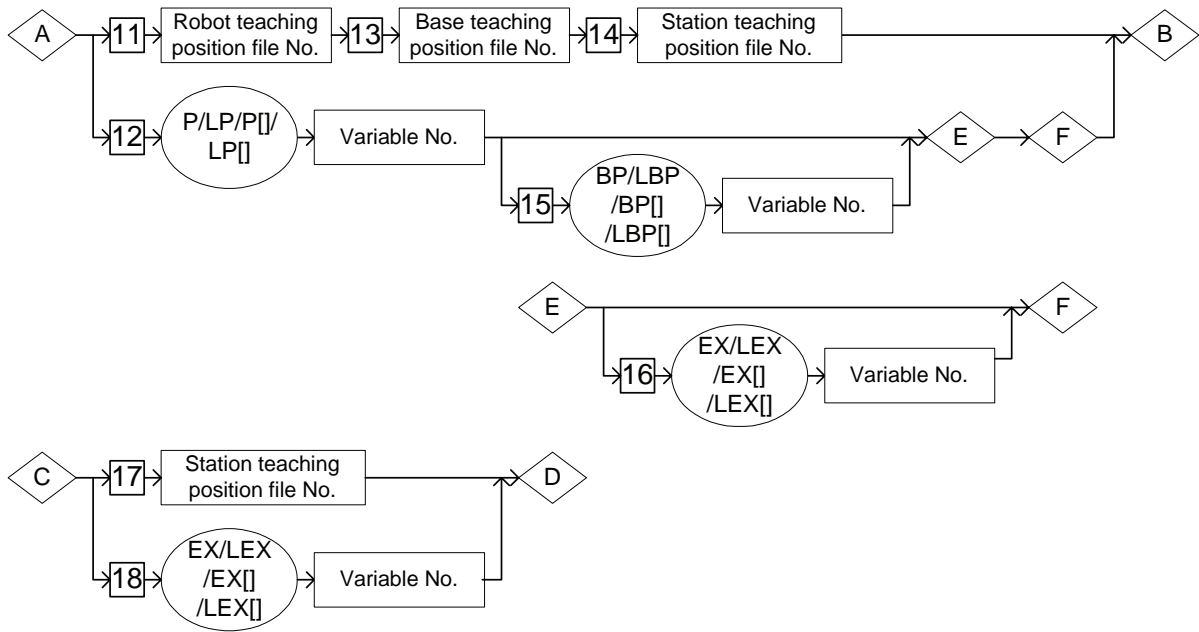 A
11
Robot teaching
position file No.
13
Base teaching
position file No.
14
Station teaching
position file No.
B
12
P/LP/P[]/
LP[]
Variable No.
E
F
15
BP/LBP
/BP[]
/LBP[]
Variable No.
E
F
16
EX/LEX
/EX[]
/LEX[]
Variable No.
C
17
Station teaching
position file No.
D
18
EX/LEX
/EX[]
/LEX[]
Variable No.